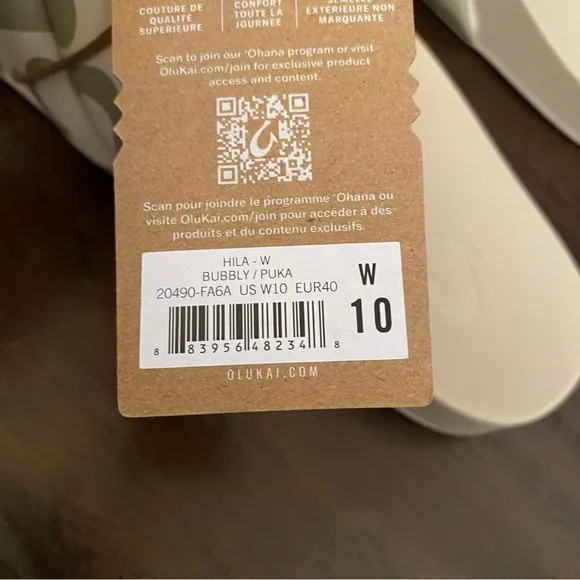 COUTURE DE
QUALITÉ
SUPÉRIEURE
CONFORT
TOUTE LA
JOURNÉE
SEMELLE
EXTÉRIEURE NON
MARQUANTE
Scan to join our 'Ohana program or visit
OluKai.com/join for exclusive product
access and content.
Scan pour joindre le programme 'Ohana ou
visite OluKai.com/join pour accéder à des
produits et du contenu exclusifs.
HILA - W
BUBBLY / PUKA
20490-FA6A US W10 EUR40
W
10
8 83956 48234 8
OLUKAI.COM